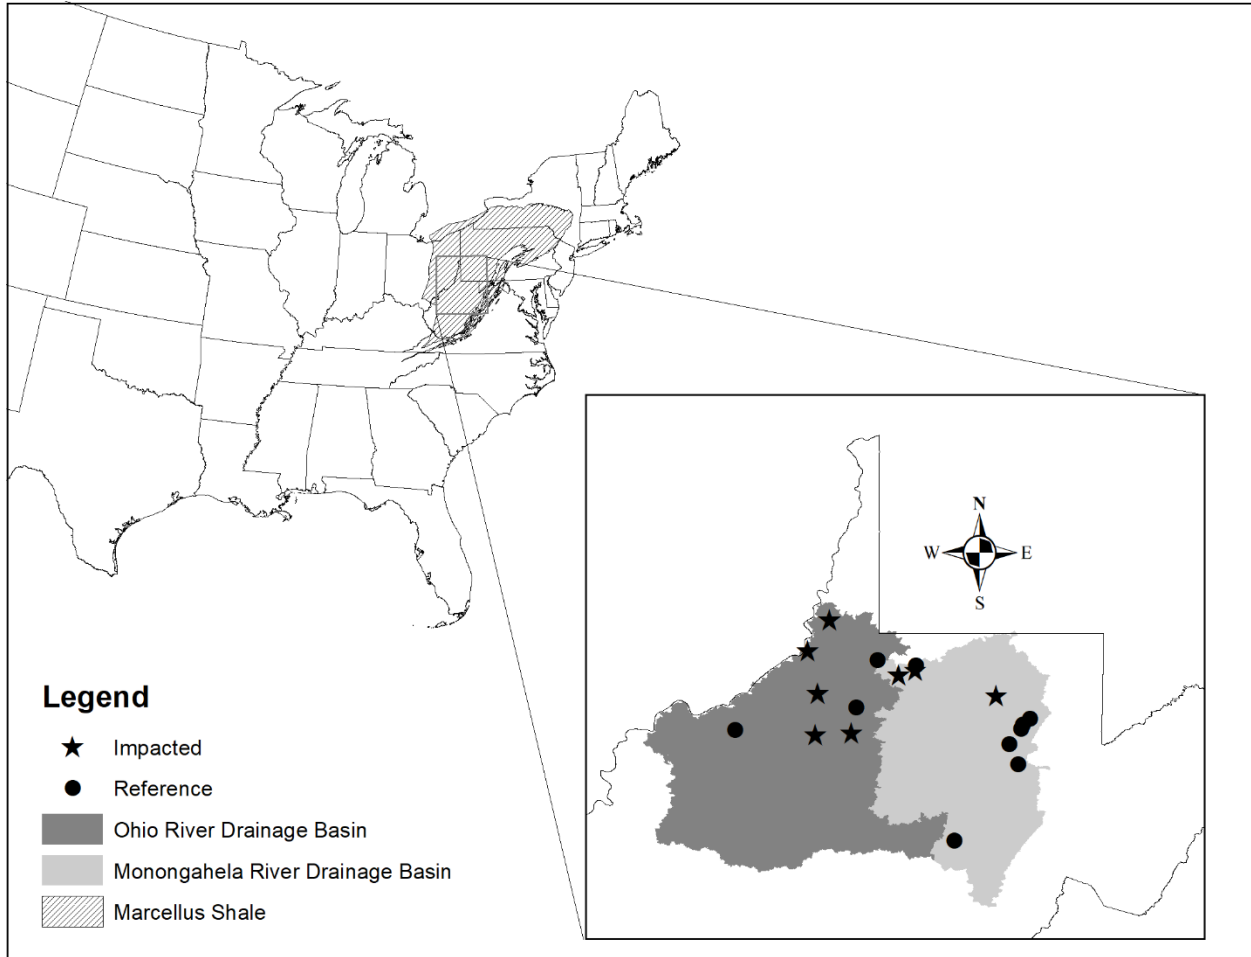 N
W E
S
Legend
Impacted
Reference
Ohio River Drainage Basin
Monongahela River Drainage Basin
Marcellus Shale